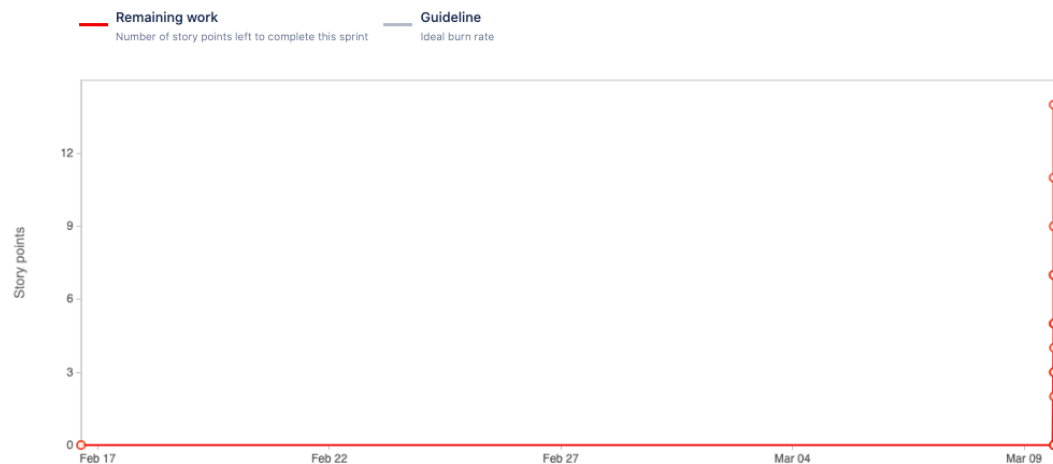 Remaining work
Number of story points left to complete this sprint
Guideline
Ideal burn rate
Story points
12
9
6
3
0
Feb 17
Feb 22
Feb 27
Mar 04
Mar 09